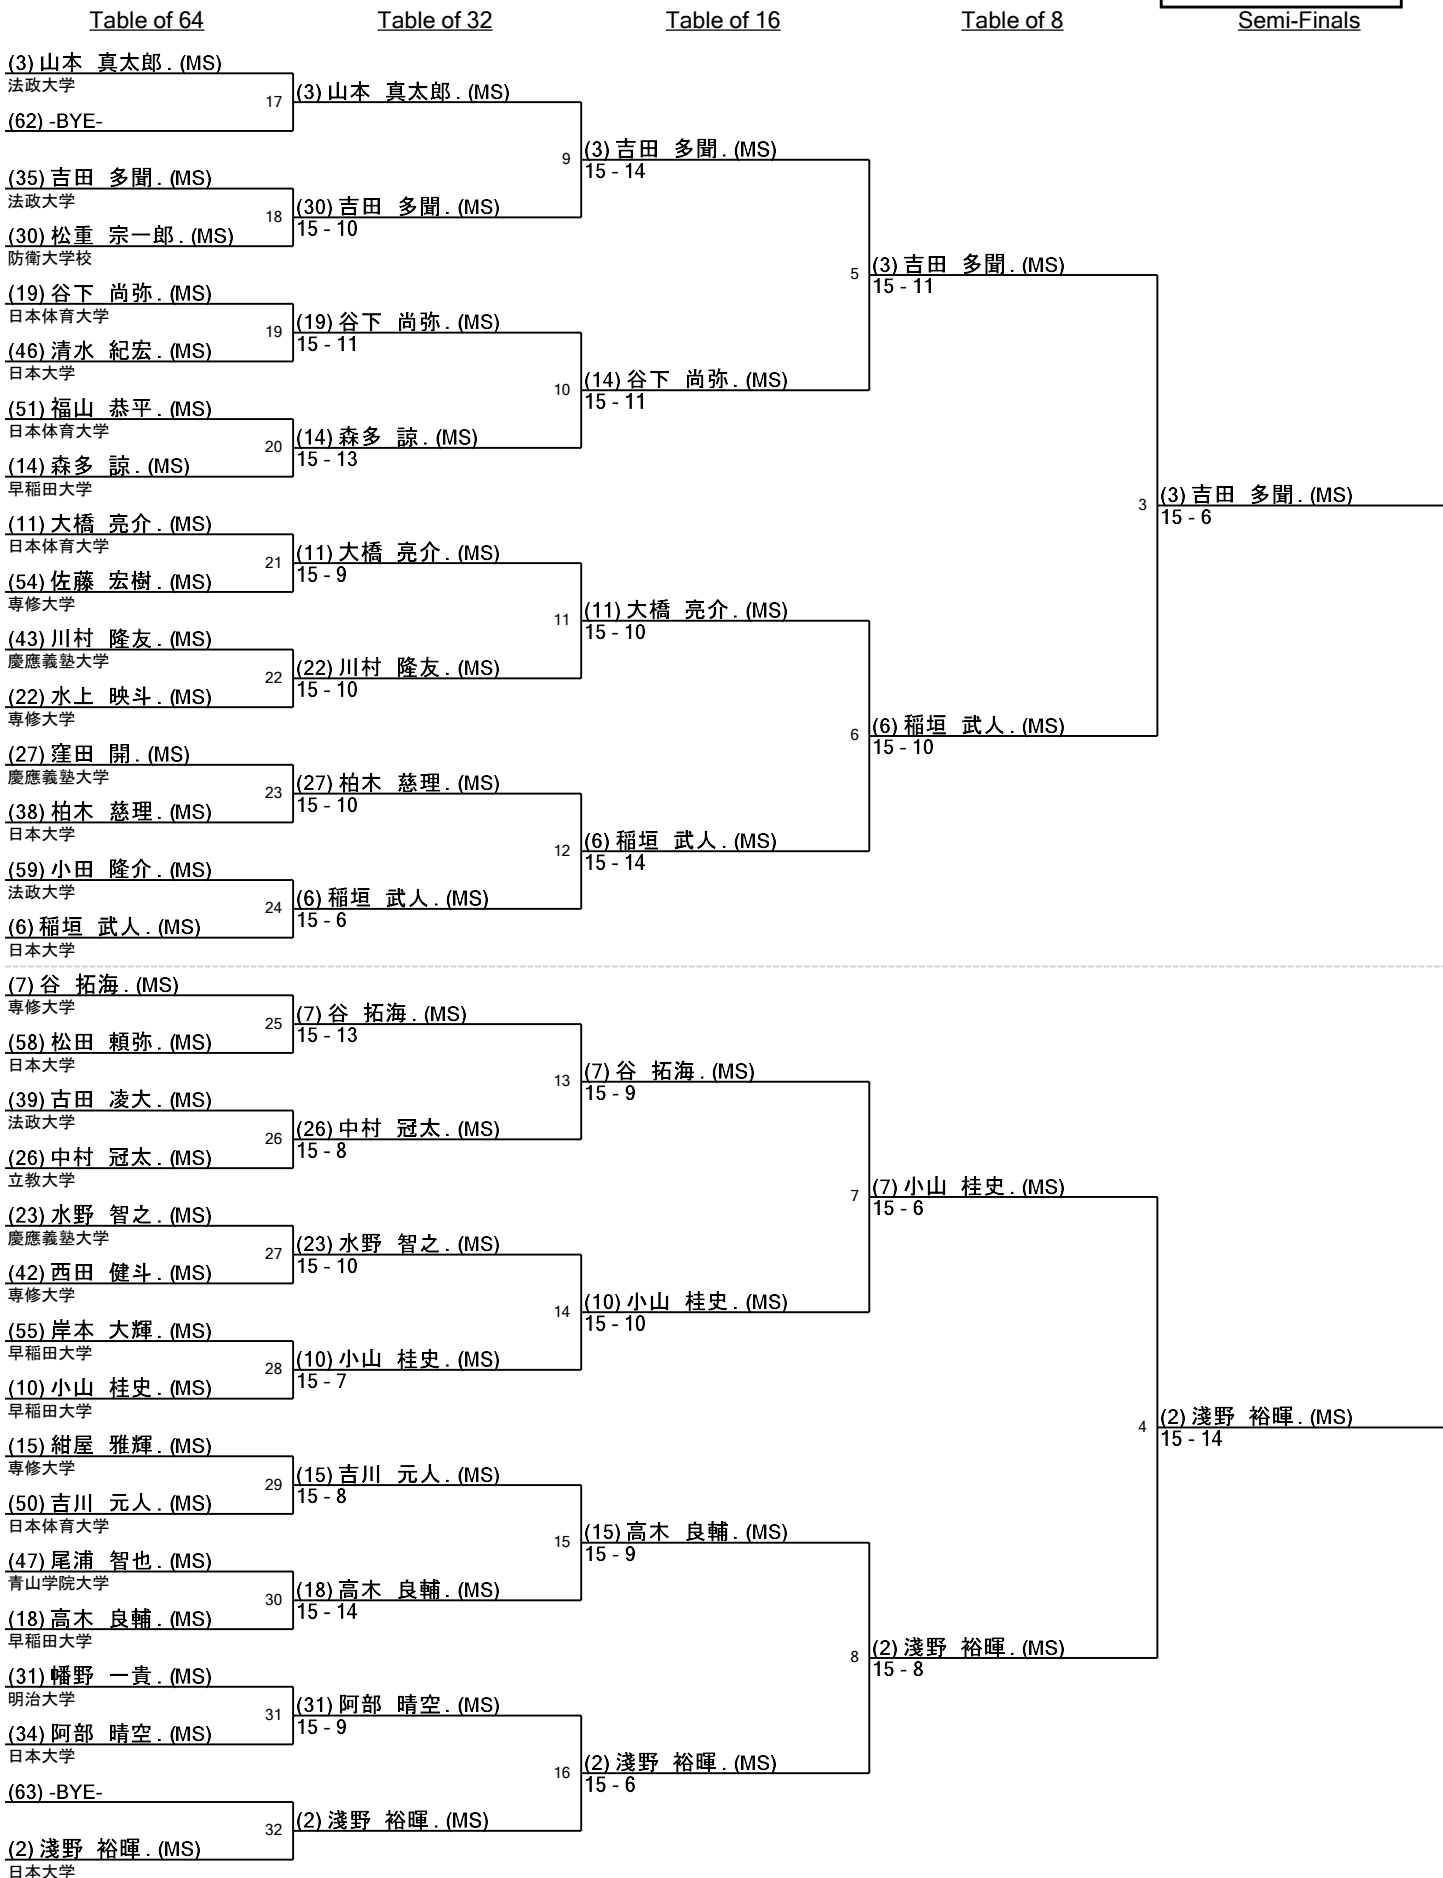 Table of 64
Table of 32
Table of 16
Table of 8
Semi-Finals
(3) 山本 真太郎 . (MS)
法政大学
17
(62) -BYE-
(35) 吉田 多聞 . (MS)
法政大学
18
(30) 松重 宗一郎 . (MS)
防衛大学校
(19) 谷下 尚弥 . (MS)
日本体育大学
19
(46) 清水 紀宏 . (MS)
日本大学
(51) 福山 恭平 . (MS)
日本体育大学
20
(14) 森多 諒 . (MS)
早稲田大学
(11) 大橋 亮介 . (MS)
日本体育大学
21
(54) 佐藤 宏樹 . (MS)
専修大学
(43) 川村 隆友 . (MS)
慶應義塾大学
22
(22) 水上 映斗 . (MS)
専修大学
(27) 窪田 開 . (MS)
慶應義塾大学
23
(38) 柏木 慈理 . (MS)
日本大学
(59) 小田 隆介 . (MS)
法政大学
24
(6) 稲垣 武人 . (MS)
日本大学
(7) 谷 拓海 . (MS)
専修大学
25
(58) 松田 頼弥 . (MS)
日本大学
(39) 古田 凌大 . (MS)
法政大学
26
(26) 中村 冠太 . (MS)
立教大学
(23) 水野 智之 . (MS)
慶應義塾大学
27
(42) 西田 健斗 . (MS)
専修大学
(55) 岸本 大輝 . (MS)
早稲田大学
28
(10) 小山 桂史 . (MS)
早稲田大学
(15) 紺屋 雅輝 . (MS)
専修大学
29
(50) 吉川 元人 . (MS)
日本体育大学
(47) 尾浦 智也 . (MS)
青山学院大学
30
(18) 高木 良輔 . (MS)
早稲田大学
(31) 幡野 一貴 . (MS)
明治大学
31
(34) 阿部 晴空 . (MS)
日本大学
(63) -BYE-
32
(2) 淺野 裕暉 . (MS)
日本大学
(3) 山本 真太郎 . (MS)
9
(30) 吉田 多聞 . (MS)
15 - 10
(19) 谷下 尚弥 . (MS)
15 - 11
10
(14) 森多 諒 . (MS)
15 - 13
(11) 大橋 亮介 . (MS)
15 - 9
11
(22) 川村 隆友 . (MS)
15 - 10
(27) 柏木 慈理 . (MS)
15 - 10
12
(6) 稲垣 武人 . (MS)
15 - 6
(7) 谷 拓海 . (MS)
15 - 13
13
(26) 中村 冠太 . (MS)
15 - 8
(23) 水野 智之 . (MS)
15 - 10
14
(10) 小山 桂史 . (MS)
15 - 7
(15) 吉川 元人 . (MS)
15 - 8
15
(18) 高木 良輔 . (MS)
15 - 14
(31) 阿部 晴空 . (MS)
15 - 9
16
(2) 淺野 裕暉 . (MS)
(3) 吉田 多聞 . (MS)
15 - 14
5
(14) 谷下 尚弥 . (MS)
15 - 11
(11) 大橋 亮介 . (MS)
15 - 10
6
(6) 稲垣 武人 . (MS)
15 - 14
(7) 谷 拓海 . (MS)
15 - 9
7
(10) 小山 桂史 . (MS)
15 - 10
(15) 高木 良輔 . (MS)
15 - 9
8
(2) 淺野 裕暉 . (MS)
15 - 6
(3) 吉田 多聞 . (MS)
15 - 11
3
(6) 稲垣 武人 . (MS)
15 - 10
(7) 小山 桂史 . (MS)
15 - 6
4
(2) 淺野 裕暉 . (MS)
15 - 8
(3) 吉田 多聞 . (MS)
15 - 6
(2) 淺野 裕暉 . (MS)
15 - 14